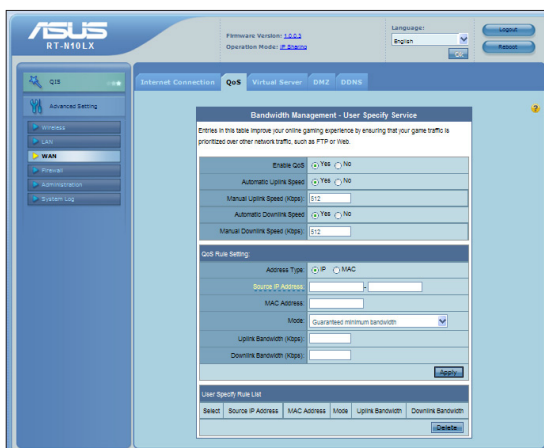 ASUS
RT-N10LX
Firmware Version: 1.0.0.3
Operation Mode: IP Sharing
Language:
English
Logout
Reboot
QIS
Advanced Setting
Wireless
LAN
WAN
Firewall
Administration
System Log
Internet Connection QoS Virtual Server DMZ DDNS
Bandwidth Management - User Specify Service
Entries in this table improve your online gaming experience by ensuring that your game traffic is
prioritized over other network traffic, such as FTP or Web.
Enable QoS Yes No
Automatic Uplink Speed Yes No
Manual Uplink Speed (Kbps): 512
Automatic Downlink Speed Yes No
Manual Downlink Speed (Kbps): 512
QoS Rule Setting:
Address Type: IP MAC
Source IP Address: -
MAC Address:
Mode: Guaranteed minimum bandwidth
Uplink Bandwidth (Kbps):
Downlink Bandwidth (Kbps):
Apply
User Specify Rule List
Select Source IP Address MAC Address Mode Uplink Bandwidth Downlink Bandwidth
Delete